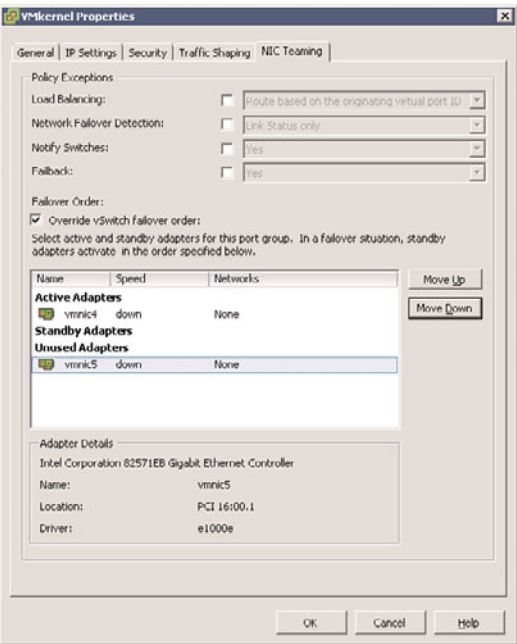 VMkernel Properties
General IP Settings Security Traffic Shaping NIC Teaming
Policy Exceptions
Load Balancing: Route based on the originating virtual port ID
Network Failover Detection: Link Status only
Notify Switches: Yes
Failback: Yes
Failover Order:
Override vSwitch failover order:
Select active and standby adapters for this port group. In a failover situation, standby
adapters activate in the order specified below.
Name Speed Networks
Move Up
Active Adapters
vmnic4 down None
Move Down
Standby Adapters
Unused Adapters
vmnic5 down None
Adapter Details
Intel Corporation 82571EB Gigabit Ethernet Controller
Name: vmnic5
Location: PCI 16:00.1
Driver: e1000e
OK Cancel Help